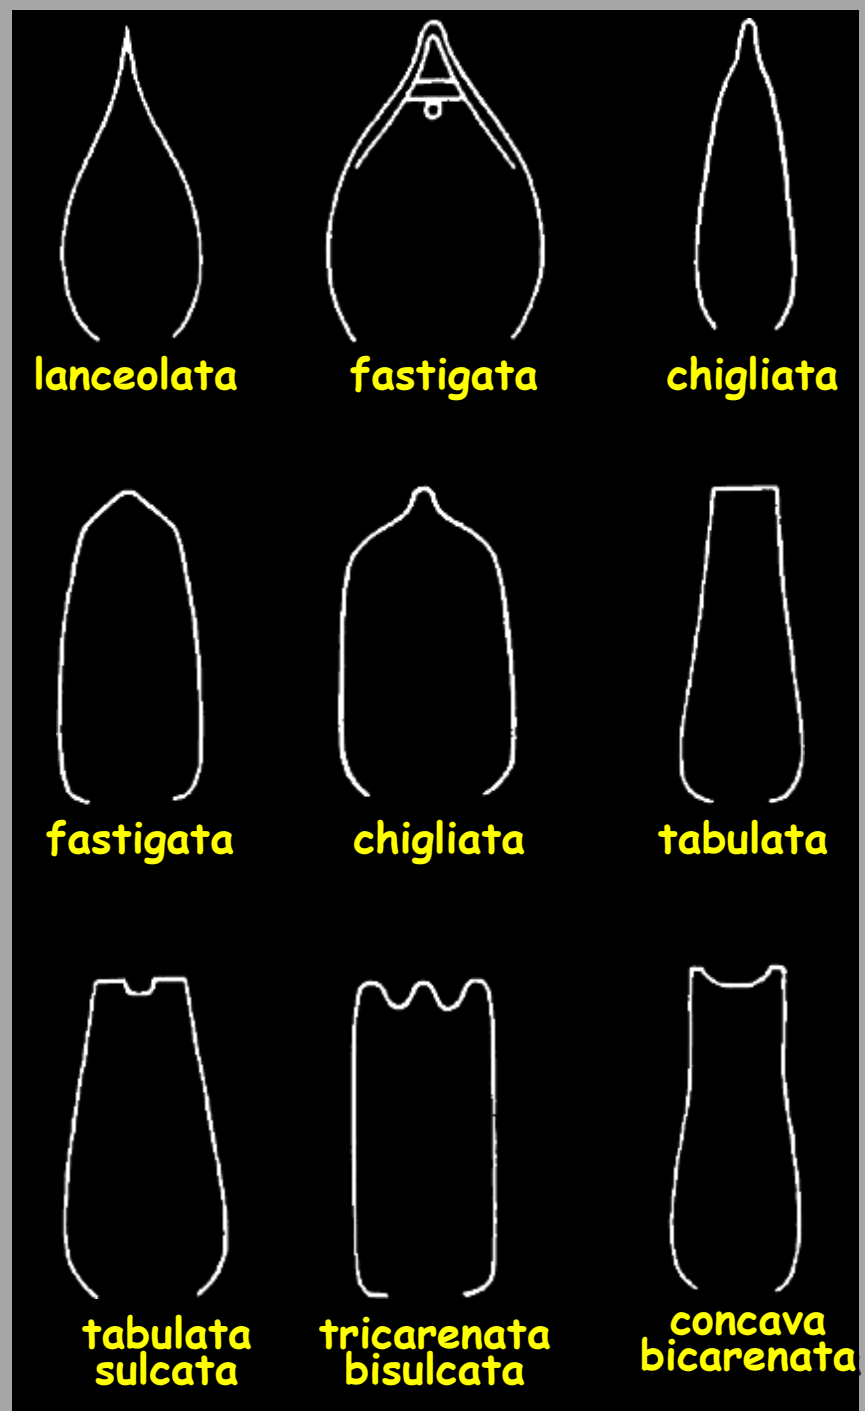 lanceolata
fastigata
chigliata
fastigata
chigliata
tabulata
tabulata
sulcata
tricarenata
bisulcata
concava
bicarenata